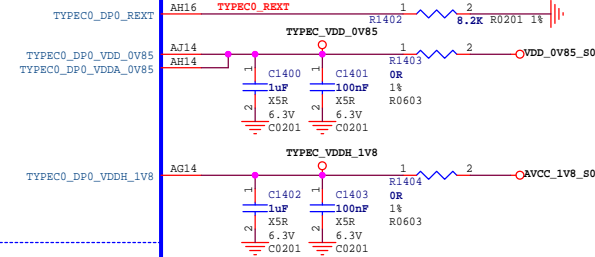 TYPEC0_DP0_REXT AH16 TYPEC0_REXT 1 2
R1402 8.2K R0201 1%
TYPEC_VDD_0V85
TYPEC0_DP0_VDD_0V85 AJ14 1 2 VDD_0V85_S0
TYPEC0_DP0_VDDA_0V85 AH14 R1403
1 C1400 1 C1401 0R
1uF 100nF 1%
X5R X5R R0603
2 6.3V 2 6.3V
C0201 C0201
TYPEC_VDDH_1V8
TYPEC0_DP0_VDDH_1V8 AG14 1 2 AVCC_1V8_S0
R1404
1 C1402 1 C1403 0R
1uF 100nF 1%
X5R X5R R0603
2 6.3V 2 6.3V
C0201 C0201